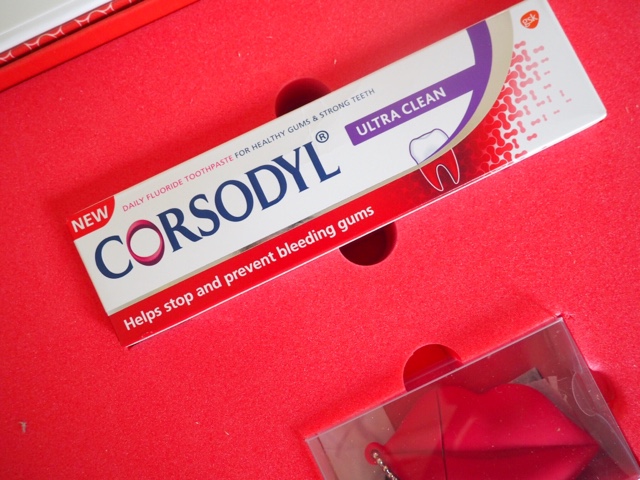 NEW
DAILY FLUORIDE TOOTHPASTE FOR HEALTHY GUMS & STRONG TEETH
CORSODYL®
ULTRA CLEAN
gsk
Helps stop and prevent bleeding gums